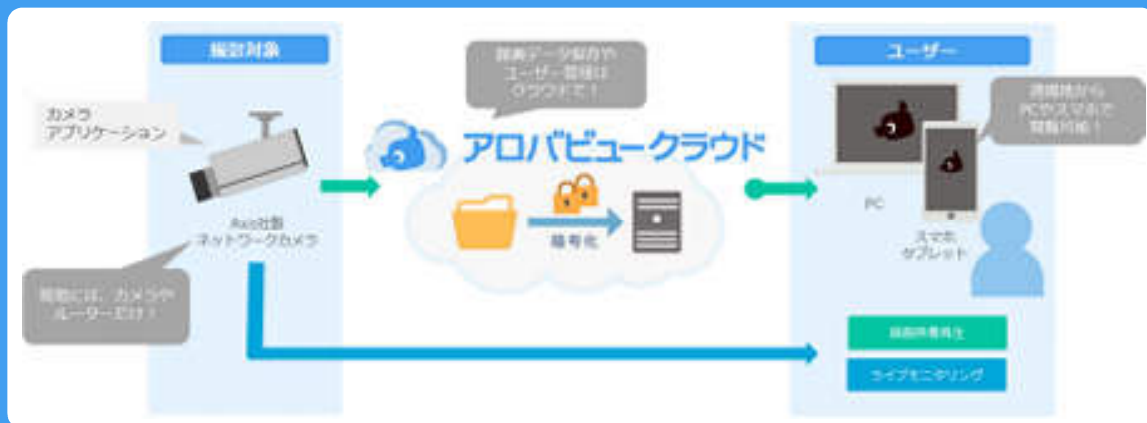 撮影対象
カメラ
アプリケーション
Axis社製
ネットワークカメラ
現地には、カメラや
ルーターだけ！
録画データ保存や
ユーザー管理は
クラウドで！
アロバビュークラウド
暗号化
ユーザー
遠隔地から
PCやスマホで
閲覧可能！
PC
スマホ
タブレット
録画映像再生
ライブモニタリング